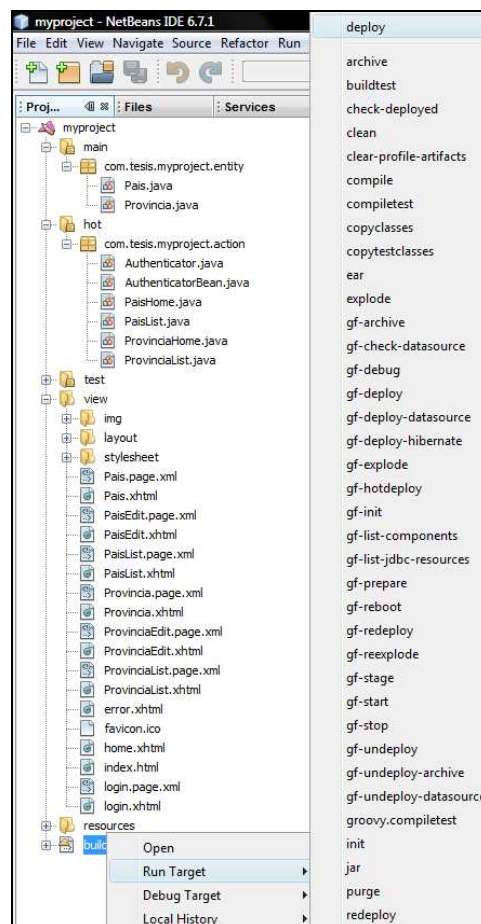 myproject - NetBeans IDE 6.7.1
File Edit View Navigate Source Refactor Run
Proj...
Files
Services
myproject
main
com.tesis.myproject.entity
Pais.java
Provincia.java
hot
com.tesis.myproject.action
Authenticator.java
AuthenticatorBean.java
PaisHome.java
PaisList.java
ProvinciaHome.java
ProvinciaList.java
test
view
img
layout
stylesheet
Pais.page.xml
Pais.xhtml
PaisEdit.page.xml
PaisEdit.xhtml
PaisList.page.xml
PaisList.xhtml
Provincia.page.xml
Provincia.xhtml
ProvinciaEdit.page.xml
ProvinciaEdit.xhtml
ProvinciaList.page.xml
ProvinciaList.xhtml
error.xhtml
favicon.ico
home.xhtml
index.html
login.page.xml
login.xhtml
resources
build
Open
Run Target
Debug Target
Local History
deploy
archive
buildtest
check-deployed
clean
clear-profile-artifacts
compile
compiletest
copyclasses
copytestclasses
ear
explode
gf-archive
gf-check-datasource
gf-debug
gf-deploy
gf-deploy-datasource
gf-deploy-hibernate
gf-explode
gf-hotdeploy
gf-init
gf-list-components
gf-list-jdbc-resources
gf-prepare
gf-reboot
gf-redeploy
gf-reexplode
gf-stage
gf-start
gf-stop
gf-undeploy
gf-undeploy-archive
gf-undeploy-datasource
groovy.compiletest
init
jar
purge
redeploy